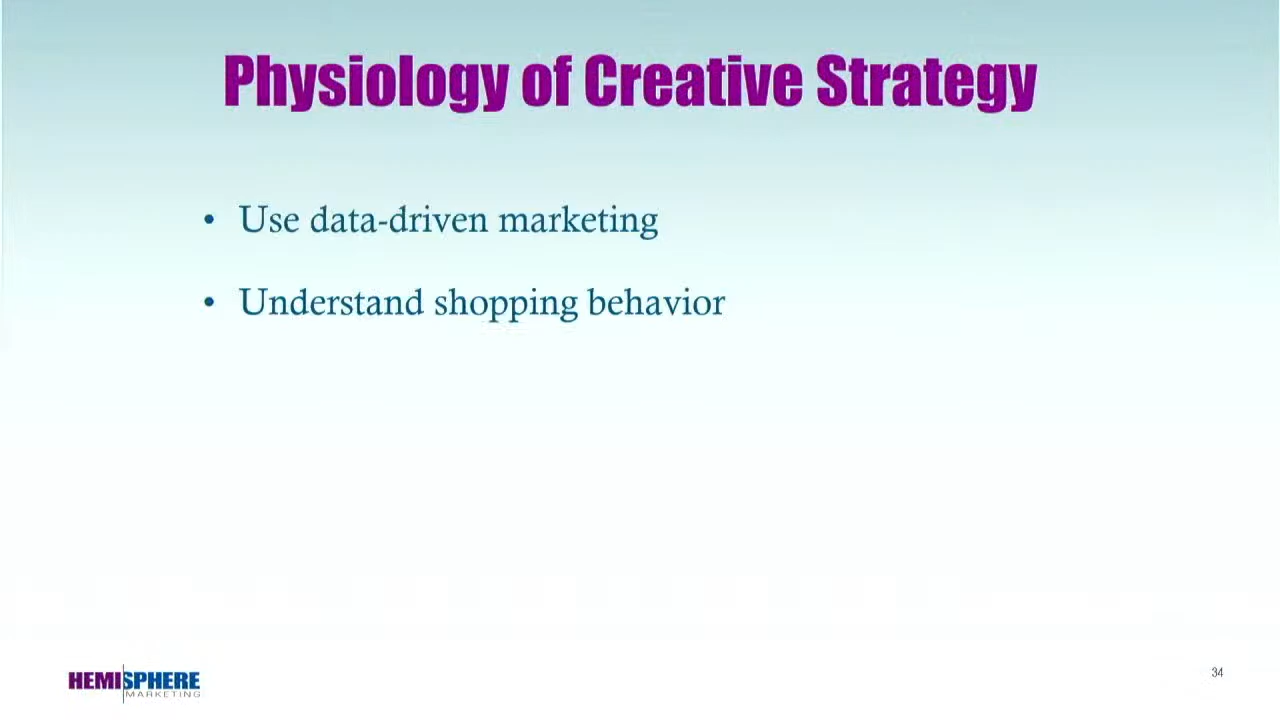 Physiology of Creative Strategy
• Use data-driven marketing
• Understand shopping behavior
HEMISPHERE
MARKETING
34